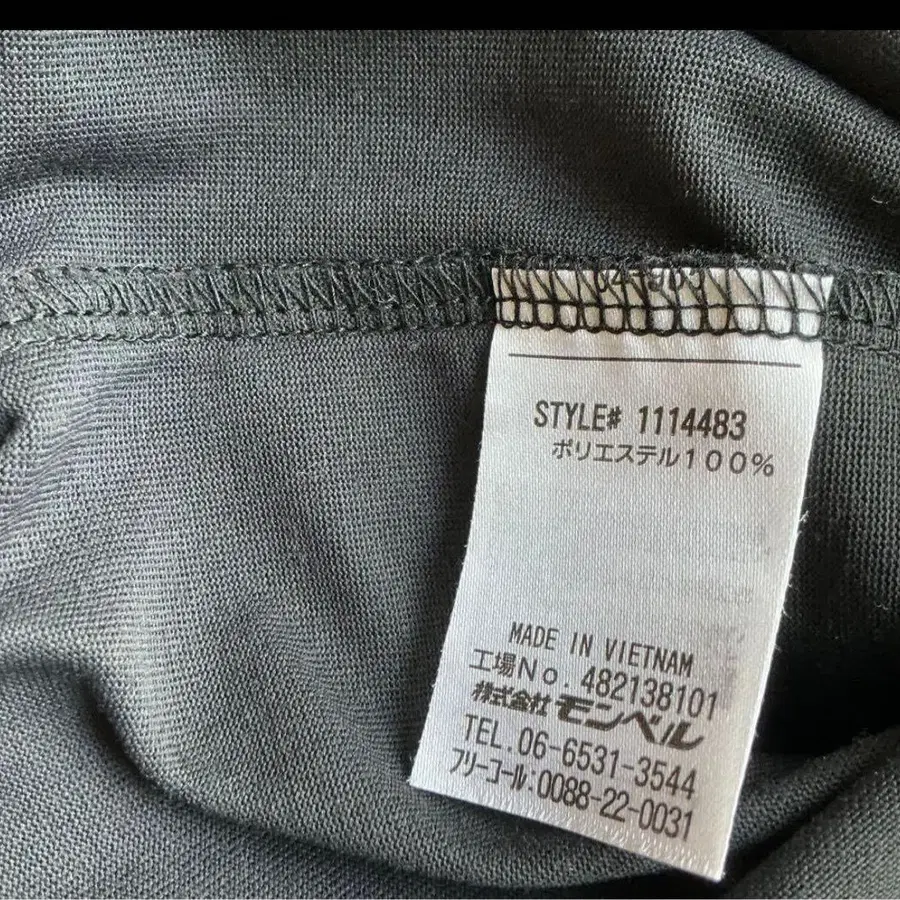 STYLE# 1114483
ポリエステル100%
MADE IN VIETNAM
工場No.482138101
株式会社モンベル
TEL.06-6531-3544
フリーコール:0088-22-0031